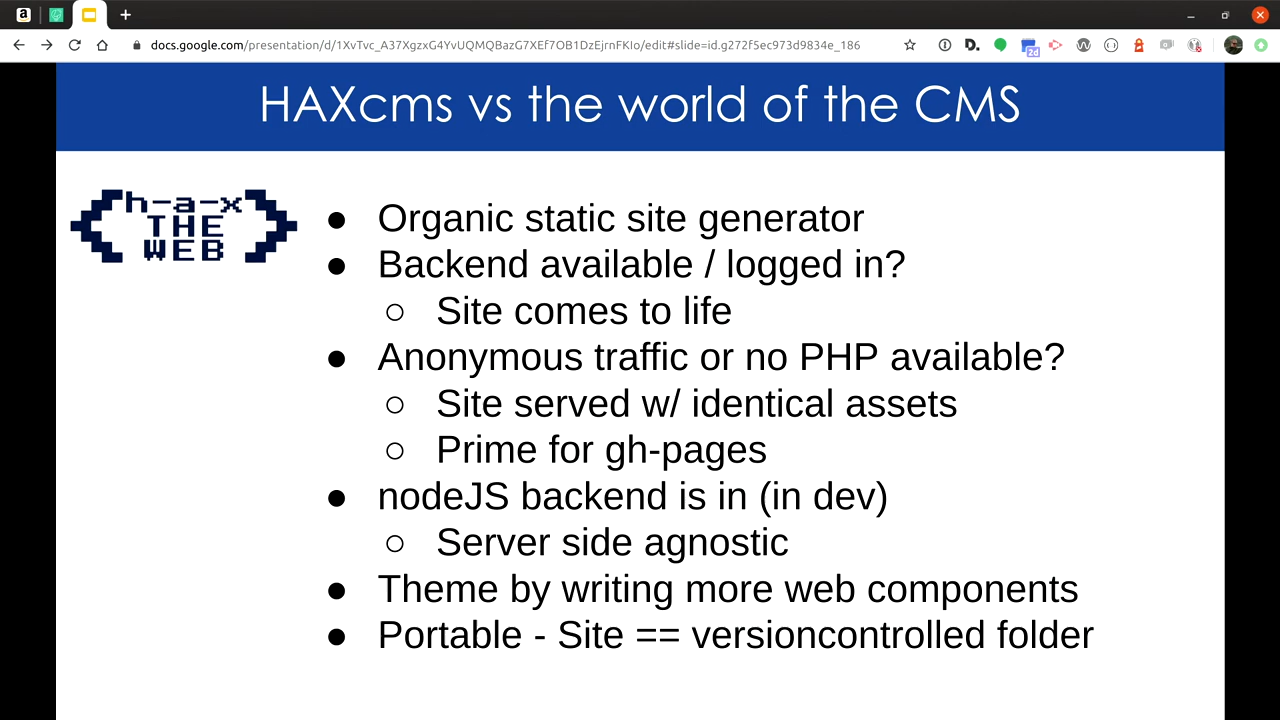 docs.google.com/presentation/d/1XvTvc_A37XgzxG4YvUQMQBazG7XEf7OB1DzEjrnFKIo/edit#slide=id.g272f5ec973d9834e_186
2d
HAXcms vs the world of the CMS
h-a-x
THE
WEB
● Organic static site generator
● Backend available / logged in?
○ Site comes to life
● Anonymous traffic or no PHP available?
○ Site served w/ identical assets
○ Prime for gh-pages
● nodeJS backend is in (in dev)
○ Server side agnostic
● Theme by writing more web components
● Portable - Site == versioncontrolled folder